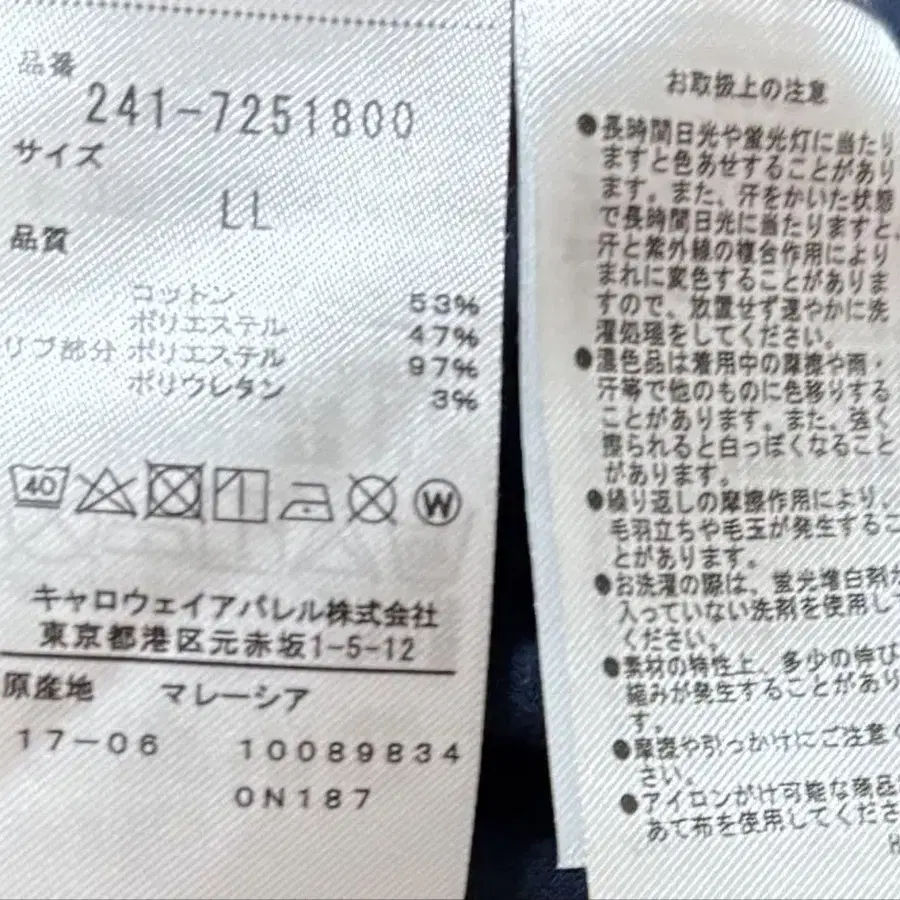 品番
241-7251800
サイズ
LL
品質
コットン 53%
ポリエステル 47%
リブ部分 ポリエステル 97%
ポリウレタン 3%
40
W
キャロウェイアパレル株式会社
東京都港区元赤坂1-5-12
原産地 マレーシア
17-06 10089834
0N187
お取扱上の注意
●長時間日光や蛍光灯に当たり
ますと色あせすることがあり
ます。また、汗をかいた状態
で長時間日光に当たりますと、
汗と紫外線の複合作用により
まれに変色することがありま
すので、放置せず速やかに洗
濯処理をしてください。
●濃色品は着用中の摩擦や雨・
汗等で他のものに色移りする
ことがあります。また、強く
擦られると白っぽくなること
があります。
●繰り返しの摩擦作用により、
毛羽立ちや毛玉が発生するこ
とがあります。
●お洗濯の際は、蛍光増白剤が
入っていない洗剤を使用して
ください。
●素材の特性上、多少の伸び
縮みが発生することがあり
す。
●摩擦や引っかけにご注意く
さい。
●アイロンがけ可能な商品
あて布を使用してくださ
H